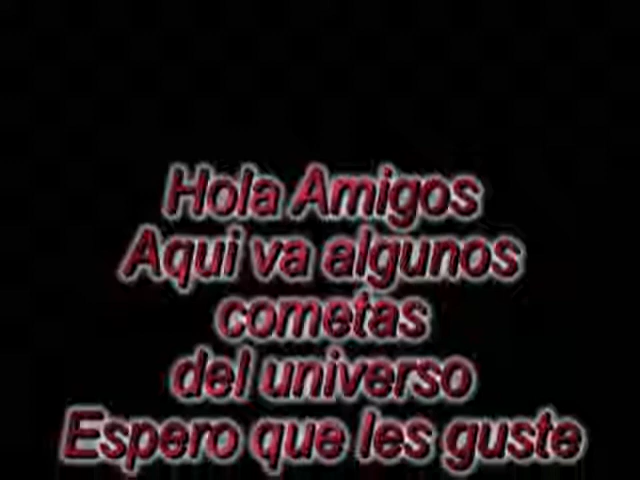 Hola Amigos
Aqui va algunos
cometas
del universo
Espero que les guste